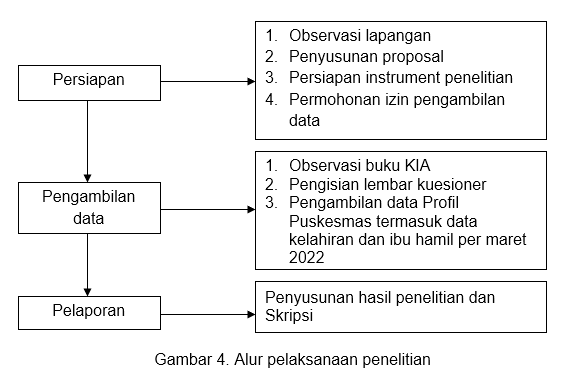 Persiapan
1. Observasi lapangan
2. Penyusunan proposal
3. Persiapan instrument penelitian
4. Permohonan izin pengambilan
data
Pengambilan
data
1. Observasi buku KIA
2. Pengisian lembar kuesioner
3. Pengambilan data Profil
Puskesmas termasuk data
kelahiran dan ibu hamil per maret
2022
Pelaporan
Penyusunan hasil penelitian dan
Skripsi
Gambar 4. Alur pelaksanaan penelitian